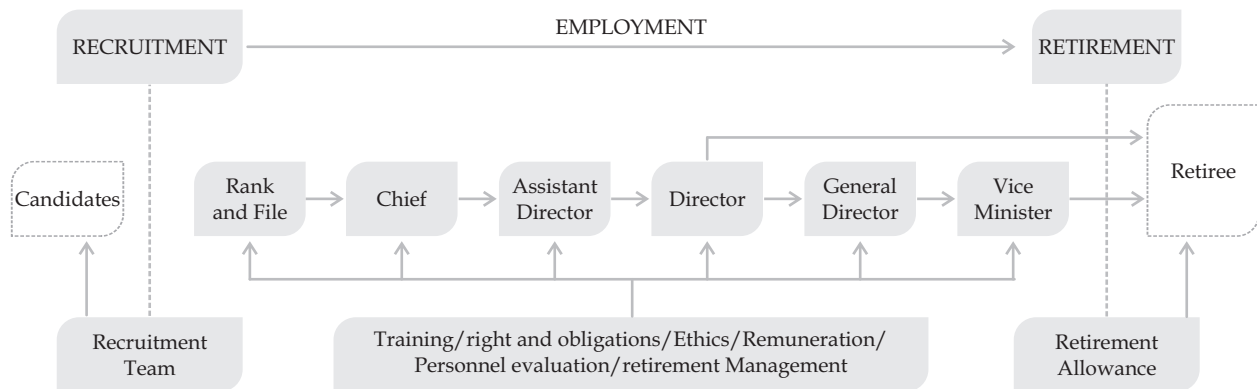 EMPLOYMENT
RECRUITMENT
RETIREMENT
Candidates
Rank
and File
Chief
Assistant
Director
Director
General
Director
Vice
Minister
Retiree
Recruitment
Team
Training/right and obligations/Ethics/Remuneration/
Personnel evaluation/retirement Management
Retirement
Allowance